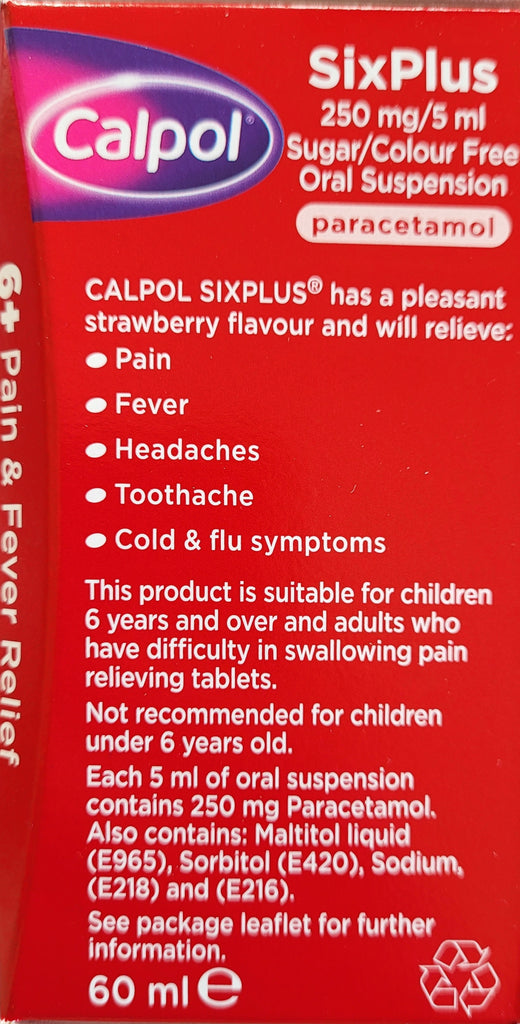 Calpol®
SixPlus
250 mg/5 ml
Sugar/Colour Free
Oral Suspension
paracetamol
CALPOL SIXPLUS® has a pleasant
strawberry flavour and will relieve:
Pain
Fever
Headaches
Toothache
Cold & flu symptoms
This product is suitable for children
6 years and over and adults who
have difficulty in swallowing pain
relieving tablets.
Not recommended for children
under 6 years old.
Each 5 ml of oral suspension
contains 250 mg Paracetamol.
Also contains: Maltitol liquid
(E965), Sorbitol (E420), Sodium,
(E218) and (E216).
See package leaflet for further
information.
60 ml e
6+ Pain & Fever Relief